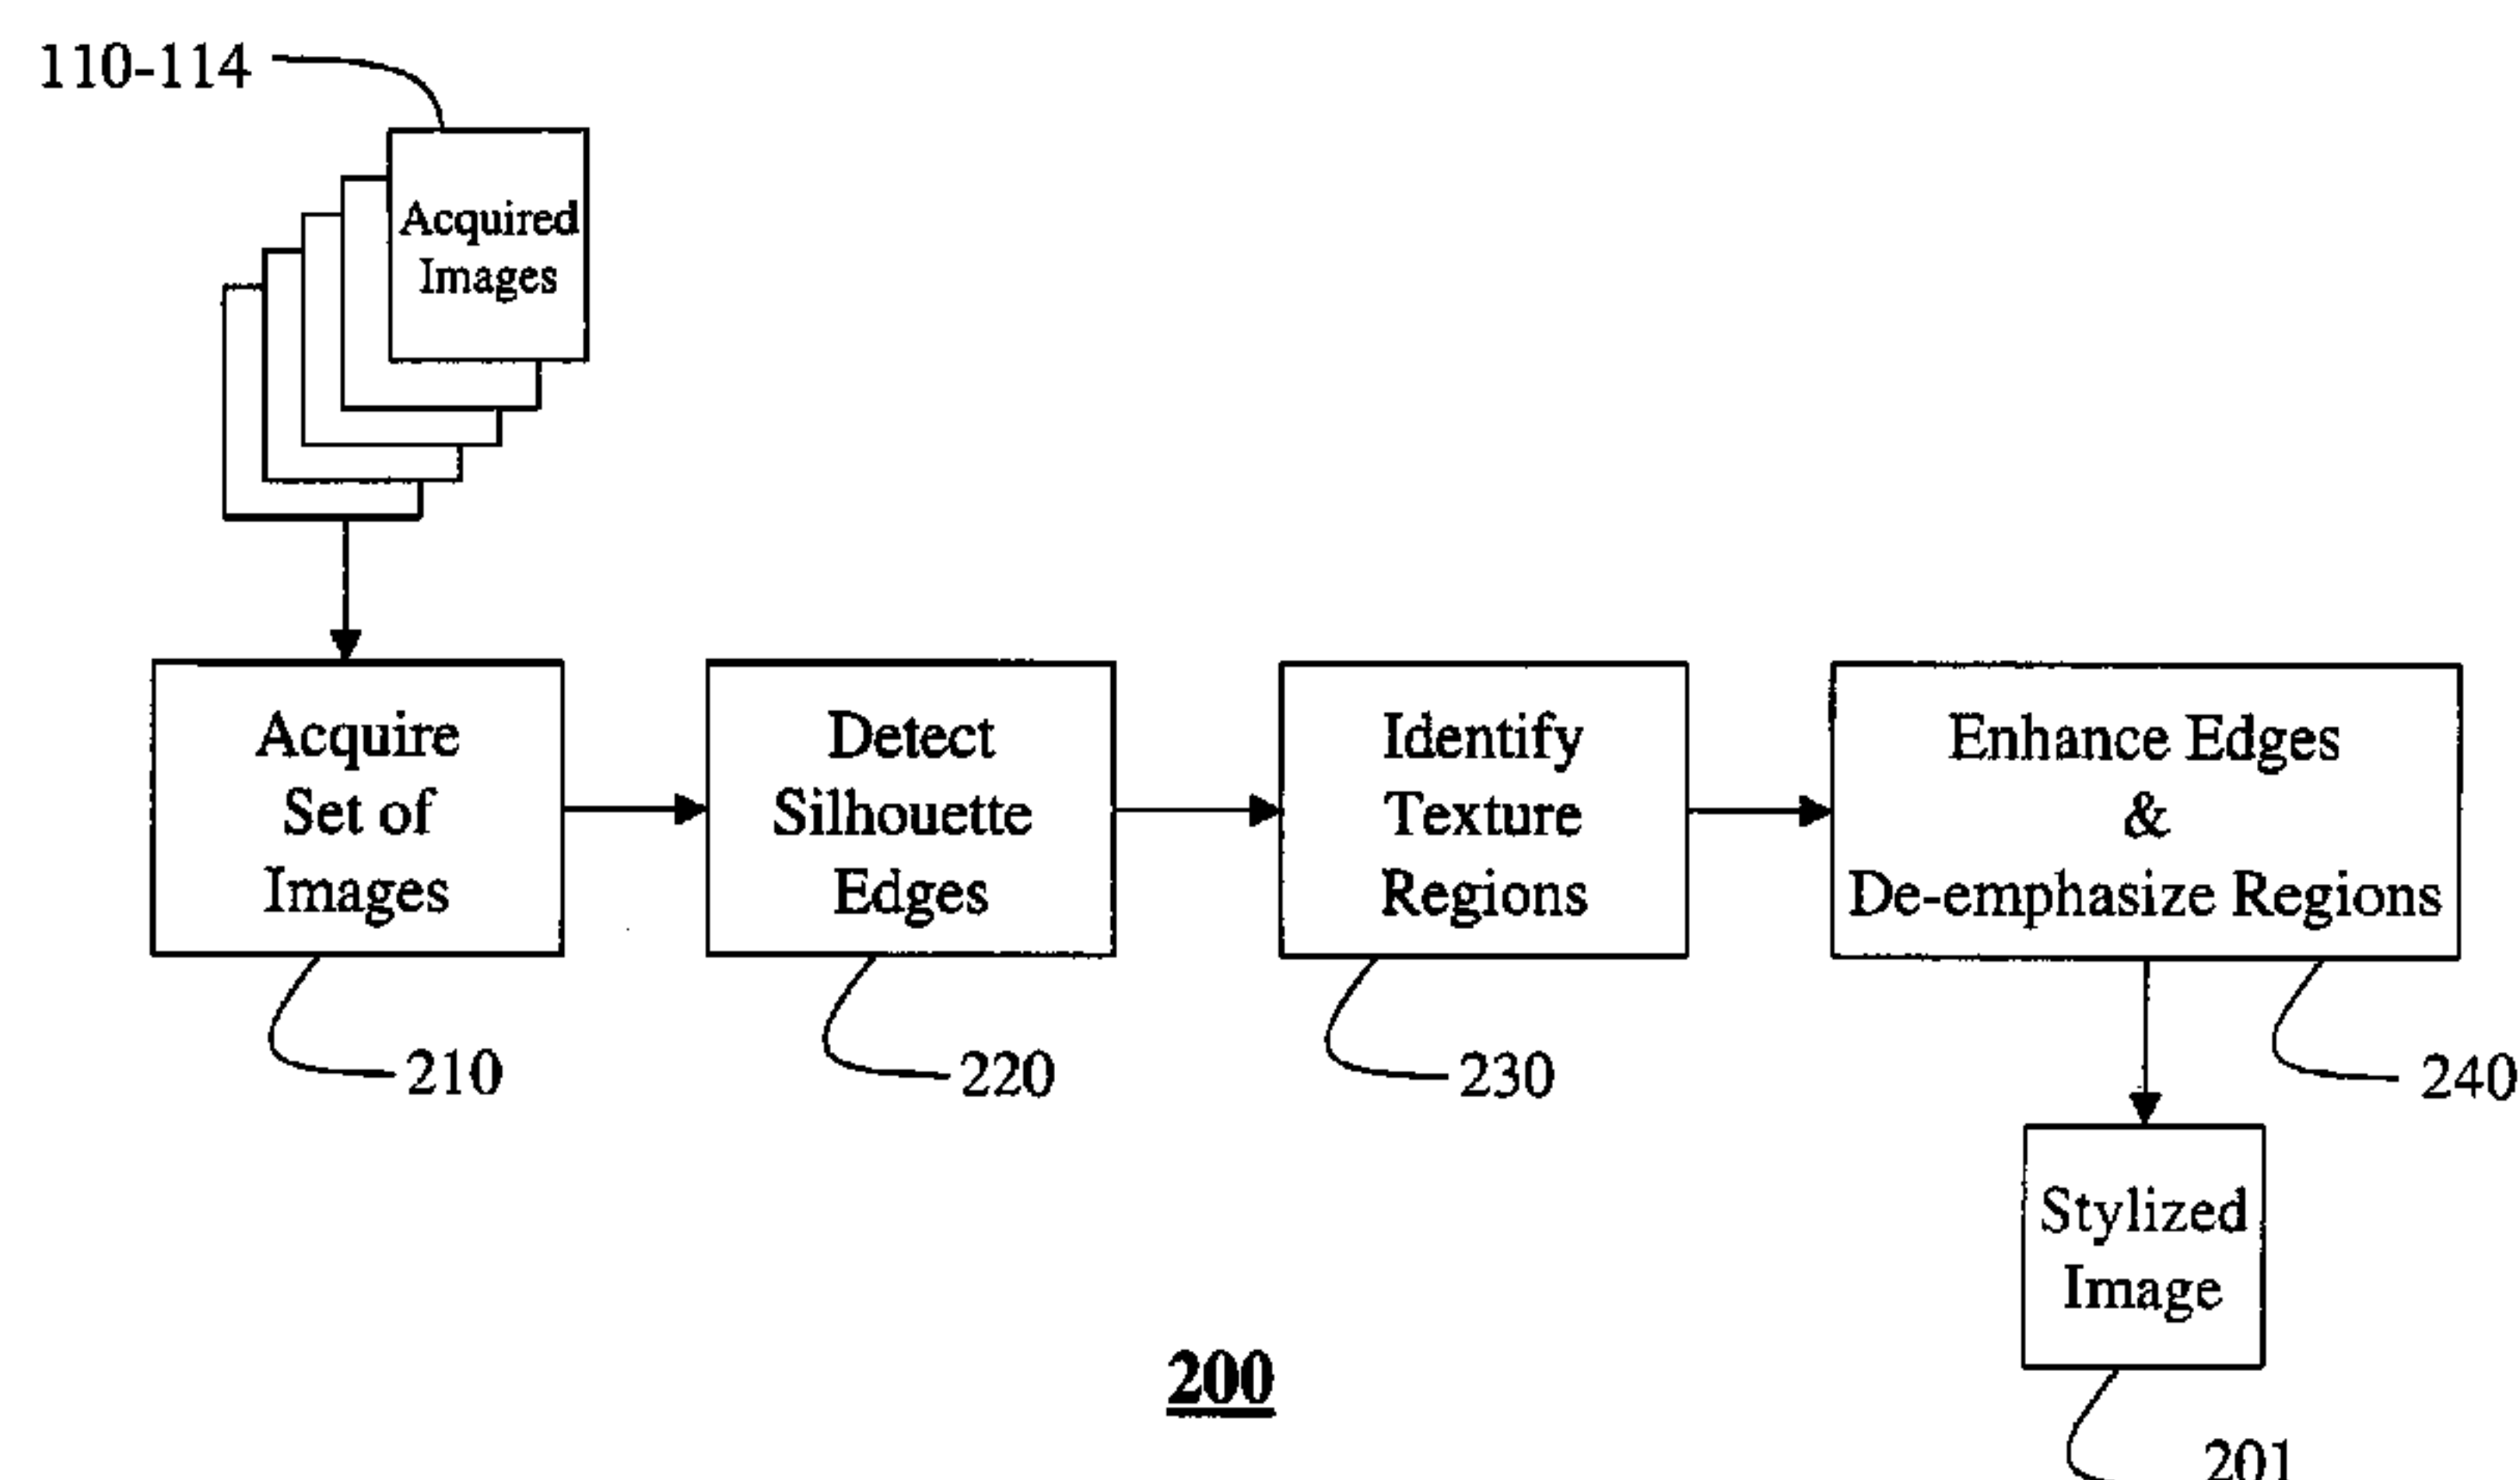 110-114
Acquired
Images
Acquire
Set of
Images
Detect
Silhouette
Edges
Identify
Texture
Regions
Enhance Edges
&
De-emphasize Regions
210
220
230
240
Stylized
Image
200
201